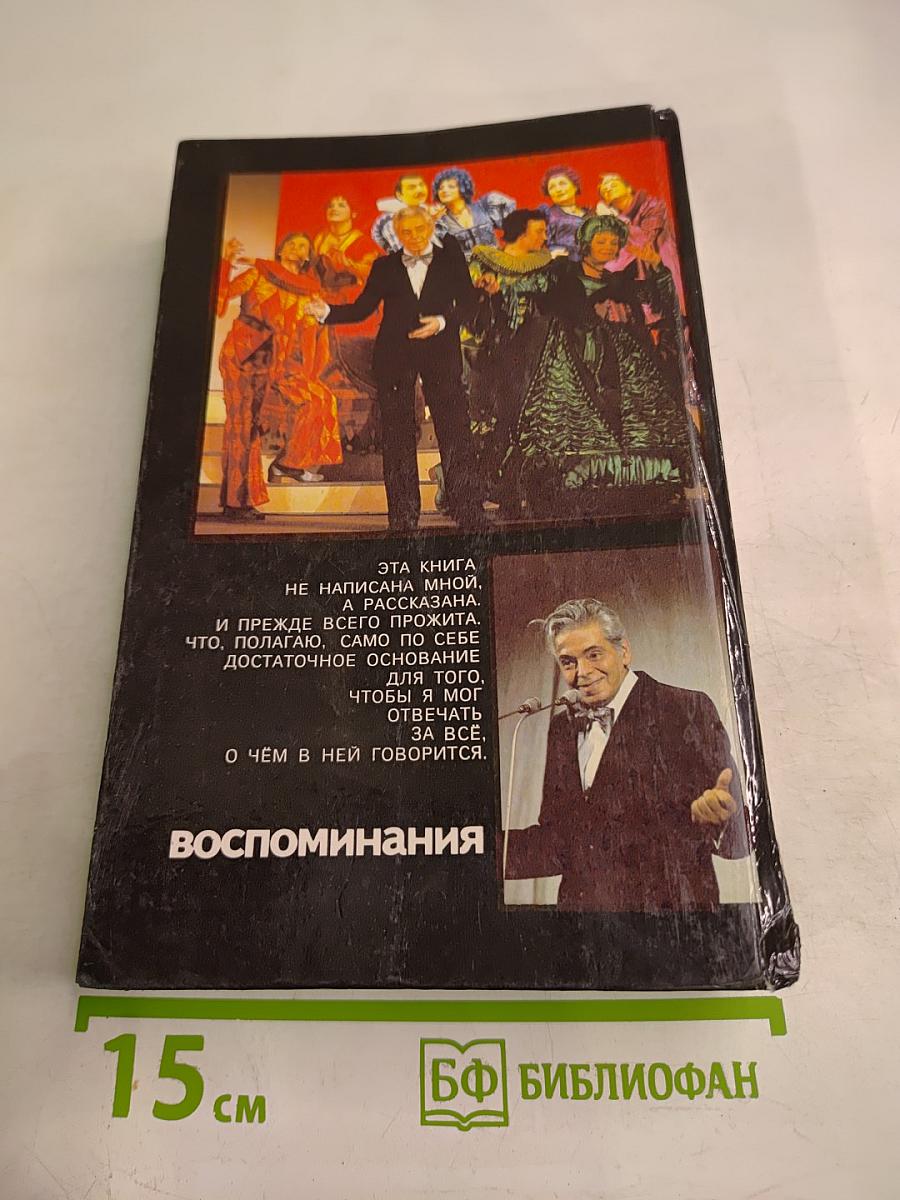 ЭТА КНИГА
НЕ НАПИСАНА МНОЙ,
А РАССКАЗАНА.
И ПРЕЖДЕ ВСЕГО ПРОЖИТА.
ЧТО, ПОЛАГАЮ, САМО ПО СЕБЕ
ДОСТАТОЧНОЕ ОСНОВАНИЕ
ДЛЯ ТОГО,
ЧТОБЫ Я МОГ
ОТВЕЧАТЬ
ЗА ВСЁ,
О ЧЁМ В НЕЙ ГОВОРИТСЯ.
ВОСПОМИНАНИЯ
15 см
БФ БИБЛИОФАН